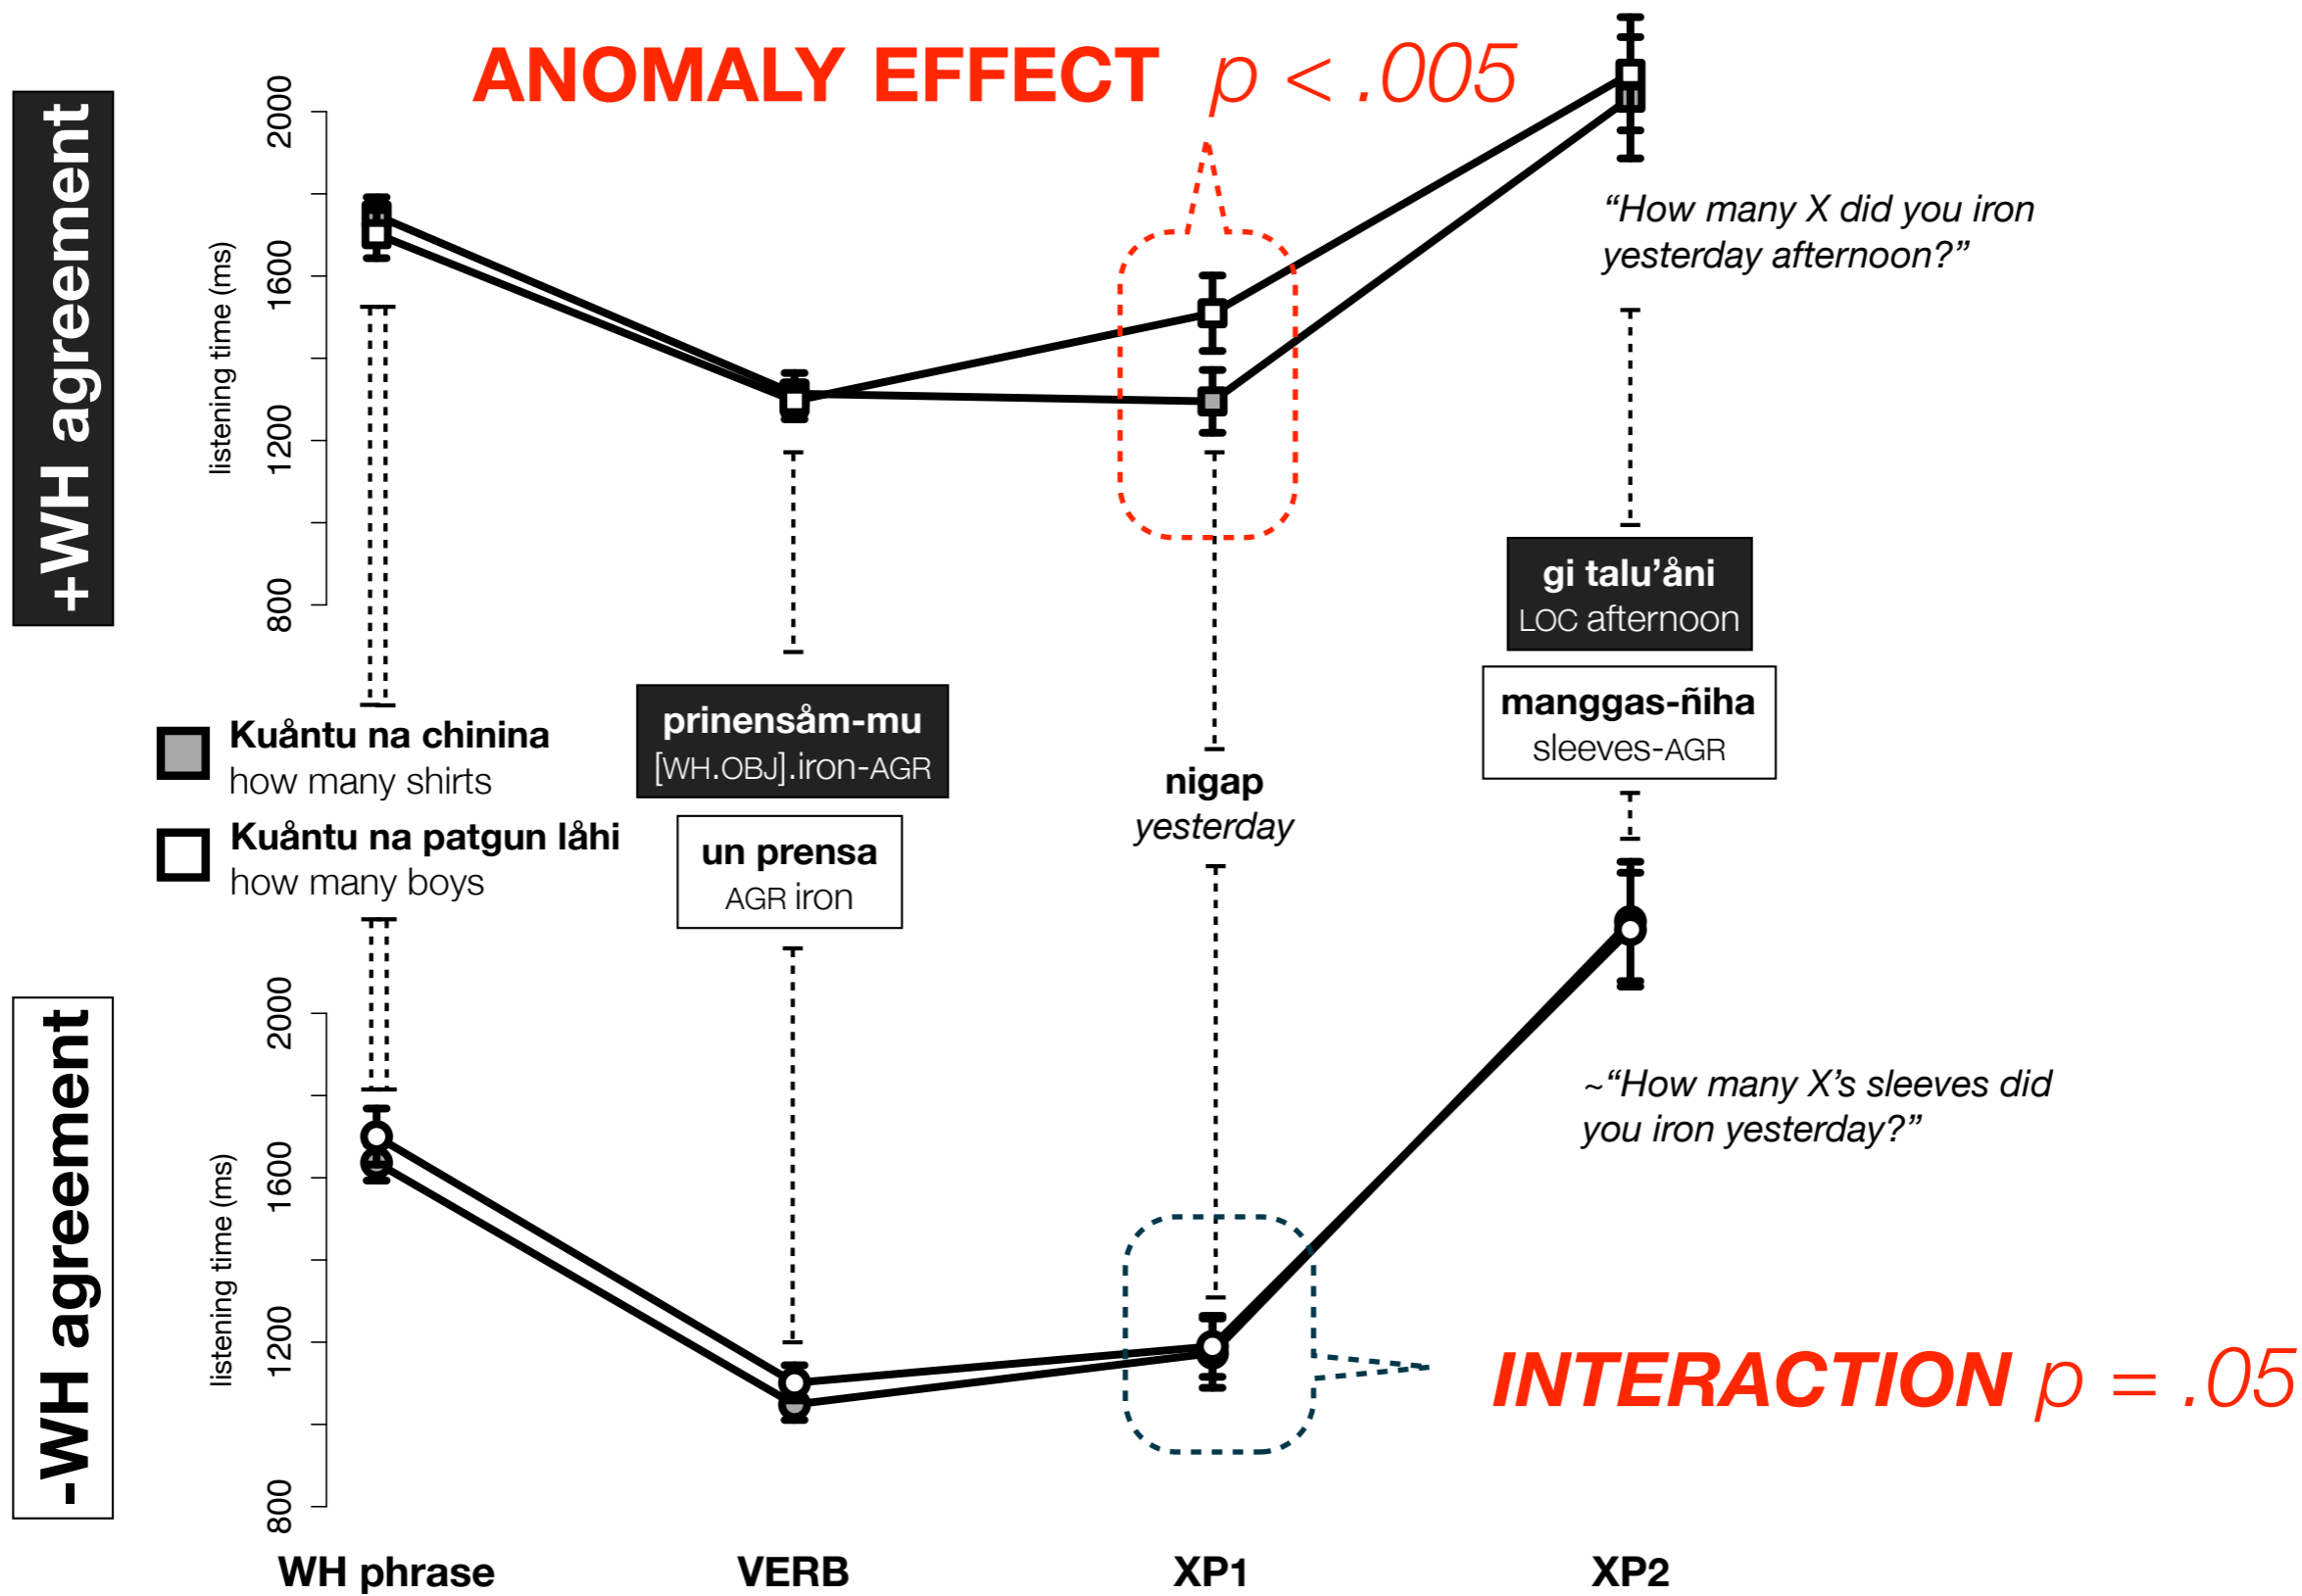 ANOMALY EFFECT p < .005
+WH agreement
listening time (ms)
2000
1600
1200
800
“How many X did you iron
yesterday afternoon?”
Kuåntu na chinina
how many shirts
Kuåntu na patgun låhi
how many boys
prinensåm-mu
[WH.OBJ].iron-AGR
un prensa
AGR iron
nigap
yesterday
gi talu’åni
LOC afternoon
manggas-ñiha
sleeves-AGR
-WH agreement
listening time (ms)
2000
1600
1200
800
~“How many X’s sleeves did
you iron yesterday?”
INTERACTION p = .05
WH phrase
VERB
XP1
XP2